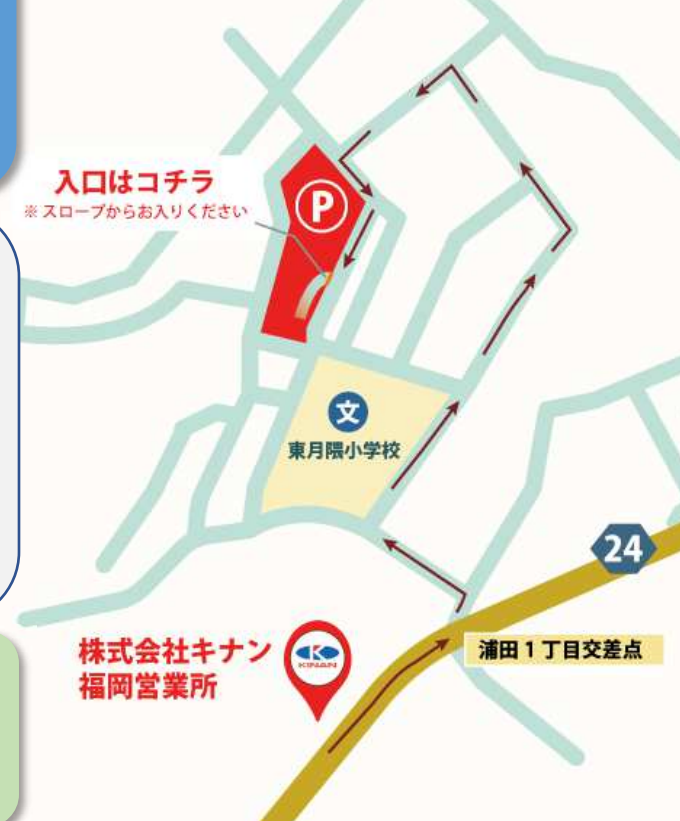 入口はコチラ
※ スロープからお入りください
P
文
東月隈小学校
24
浦田1丁目交差点
株式会社キナン
福岡営業所
K
KINAN